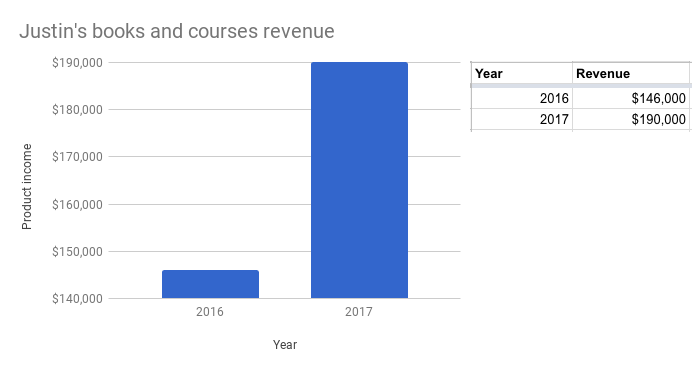 Justin's books and courses revenue
$190,000
$180,000
$170,000
$160,000
$150,000
$140,000
Product income
2016 2017
Year
Year Revenue
2016 $146,000
2017 $190,000